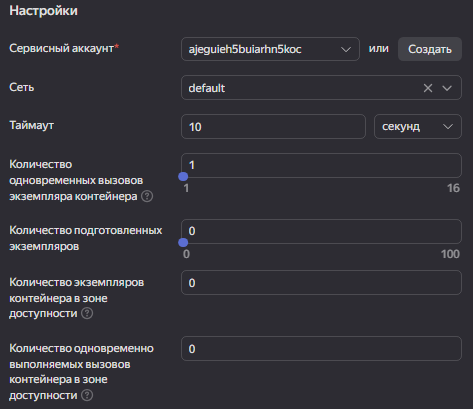 Настройки
Сервисный аккаунт* ajeguieh5buiarhn5koc или Создать
Сеть default
Таймаут 10 секунд
Количество
одновременных вызовов
экземпляра контейнера ?
1
1 16
Количество подготовленных
экземпляров
0
0 100
Количество экземпляров
контейнера в зоне
доступности ?
0
Количество одновременно
выполняемых вызовов
контейнера в зоне
доступности ?
0